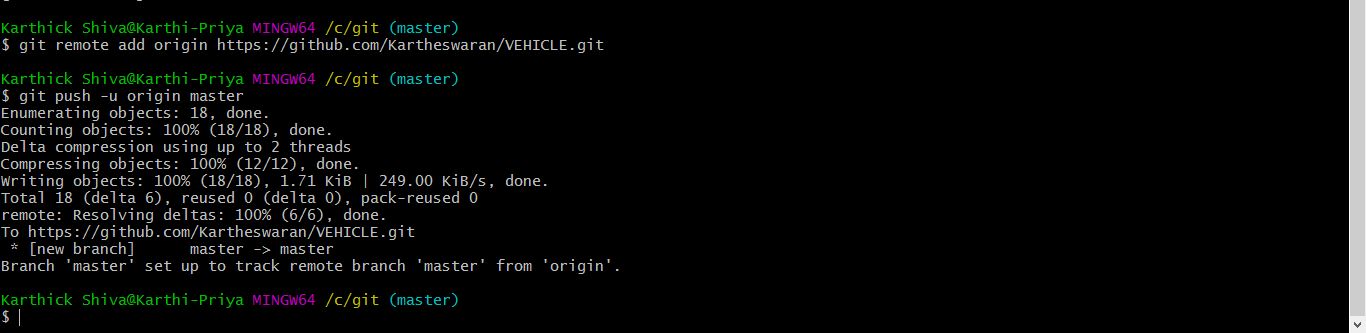 Karthick Shiva@Karthi-Priya MINGW64 /c/git (master)
$ git remote add origin https://github.com/Kartheswaran/VEHICLE.git
Karthick Shiva@Karthi-Priya MINGW64 /c/git (master)
$ git push -u origin master
Enumerating objects: 18, done.
Counting objects: 100% (18/18), done.
Delta compression using up to 2 threads
Compressing objects: 100% (12/12), done.
Writing objects: 100% (18/18), 1.71 KiB | 249.00 KiB/s, done.
Total 18 (delta 6), reused 0 (delta 0), pack-reused 0
remote: Resolving deltas: 100% (6/6), done.
To https://github.com/Kartheswaran/VEHICLE.git
 * [new branch]      master -> master
Branch 'master' set up to track remote branch 'master' from 'origin'.
Karthick Shiva@Karthi-Priya MINGW64 /c/git (master)
$